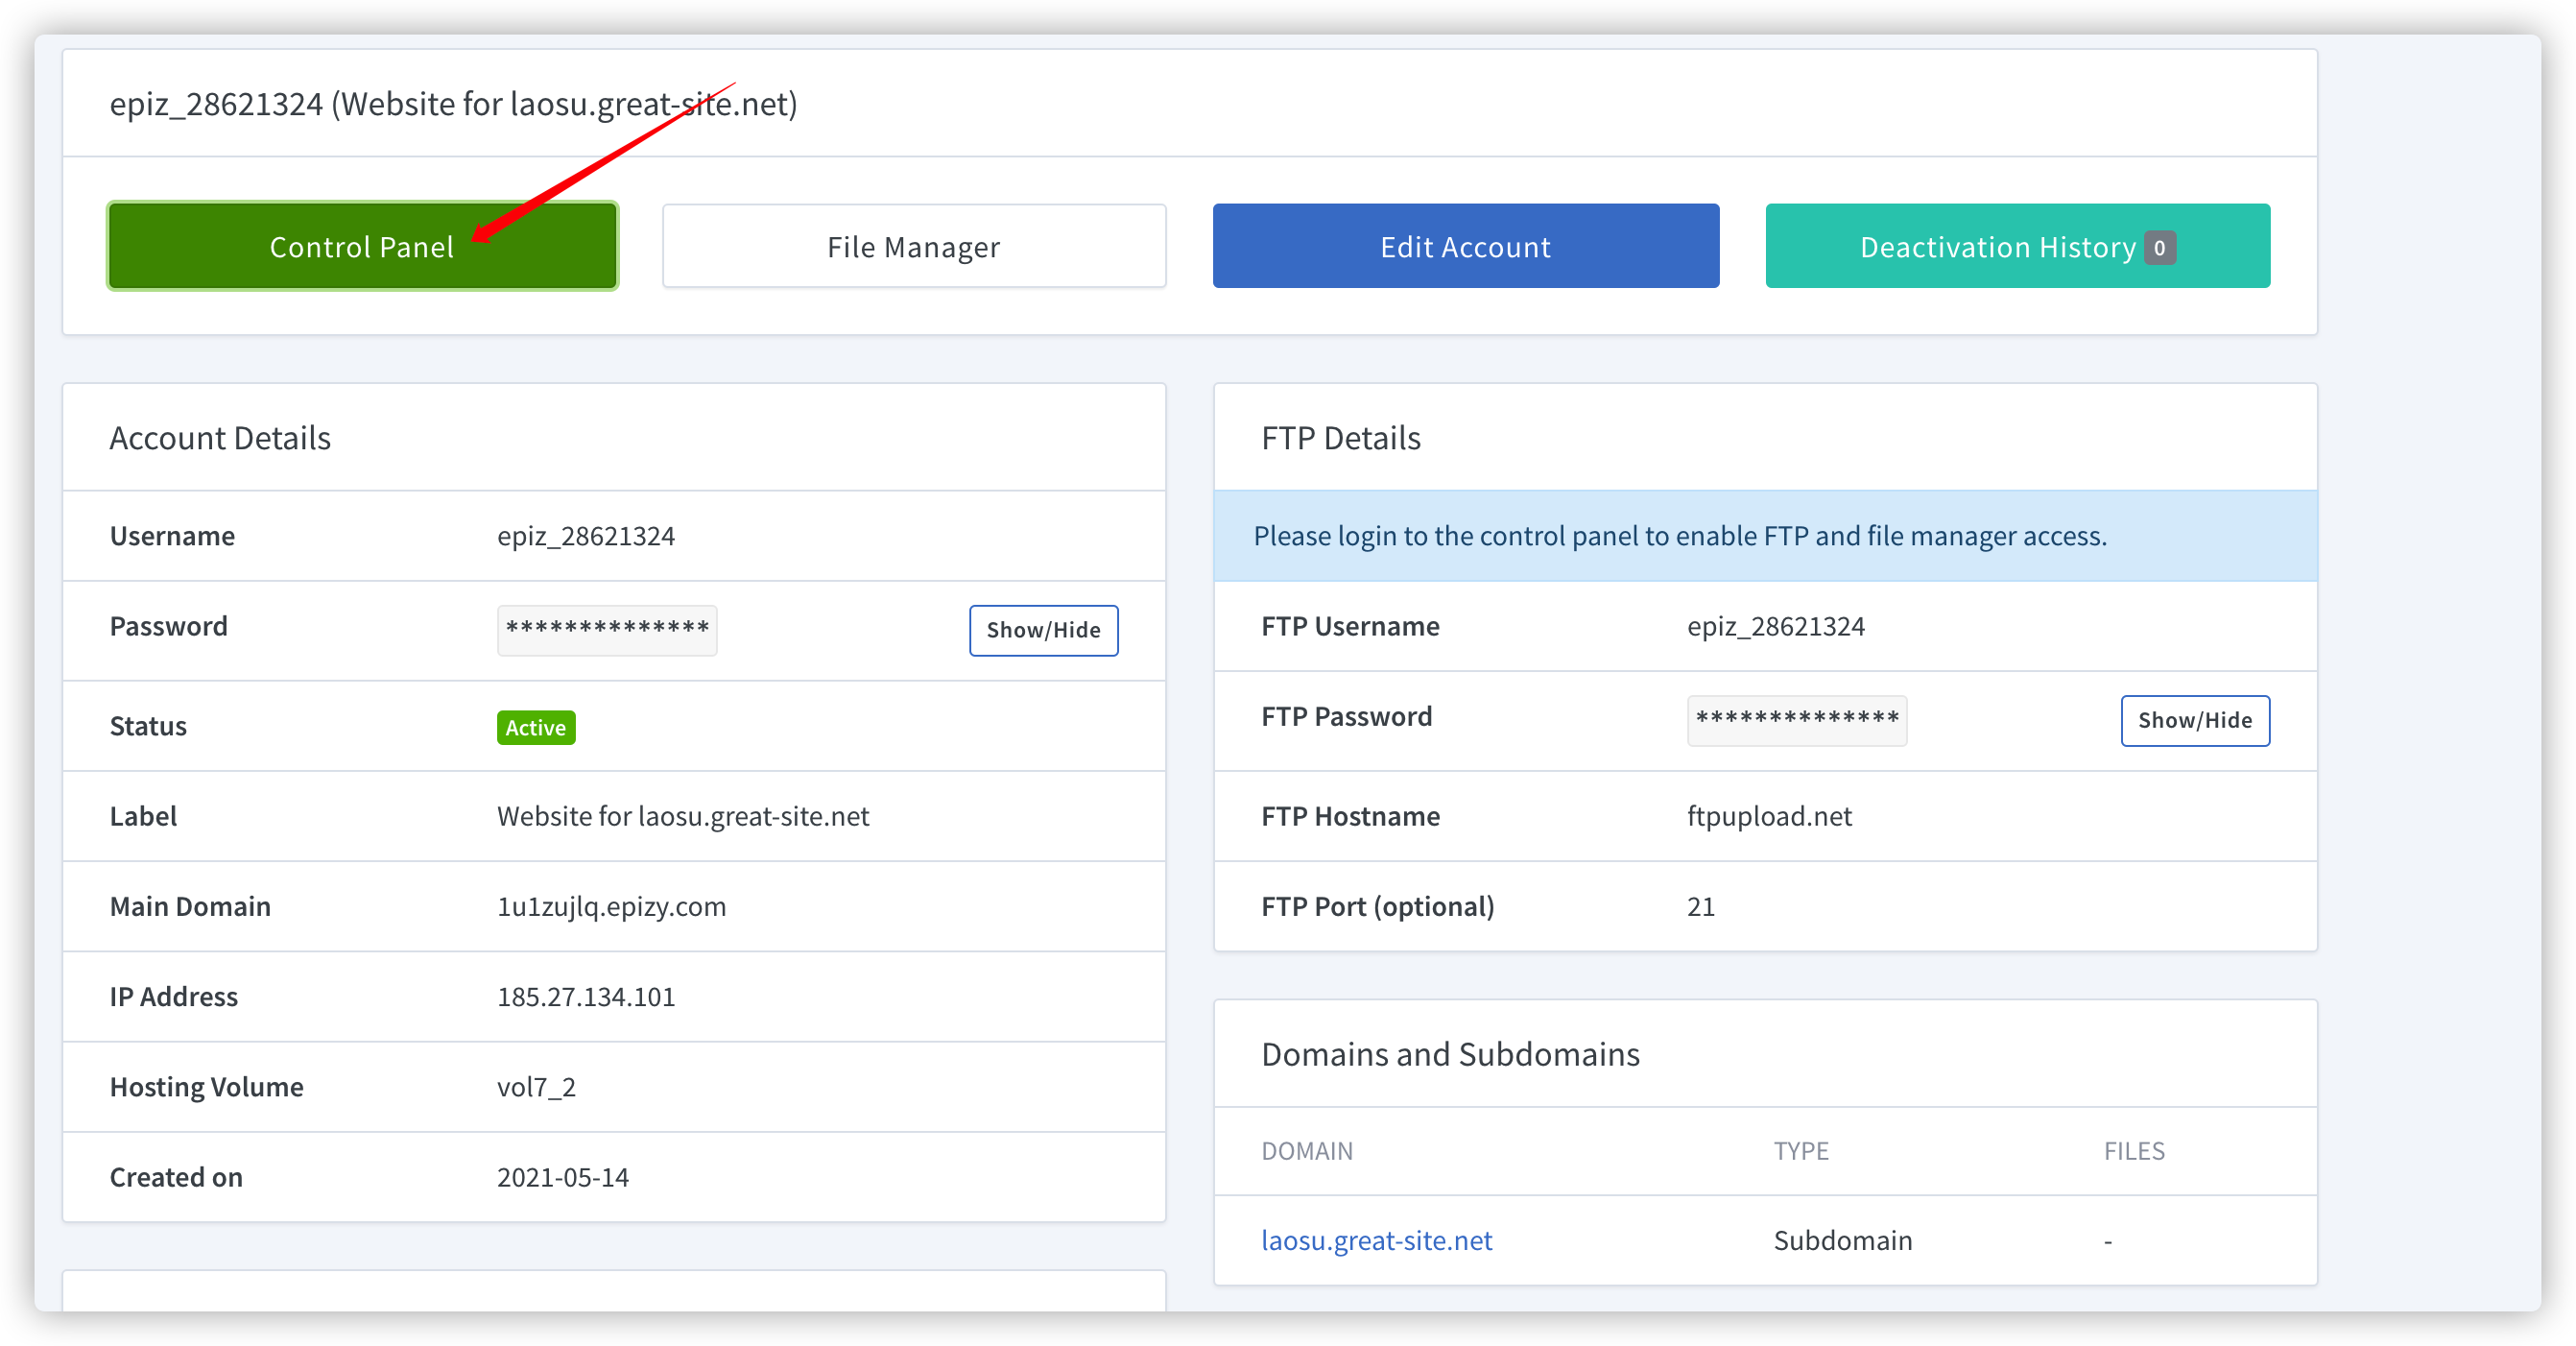 epiz_28621324 (Website for laosu.great-site.net)
Control Panel
File Manager
Edit Account
Deactivation History 0
Account Details
Username epiz_28621324
Password ************** Show/Hide
Status Active
Label Website for laosu.great-site.net
Main Domain 1u1zujlq.epizy.com
IP Address 185.27.134.101
Hosting Volume vol7_2
Created on 2021-05-14
FTP Details
Please login to the control panel to enable FTP and file manager access.
FTP Username epiz_28621324
FTP Password ************** Show/Hide
FTP Hostname ftpupload.net
FTP Port (optional) 21
Domains and Subdomains
DOMAIN TYPE FILES
laosu.great-site.net Subdomain -